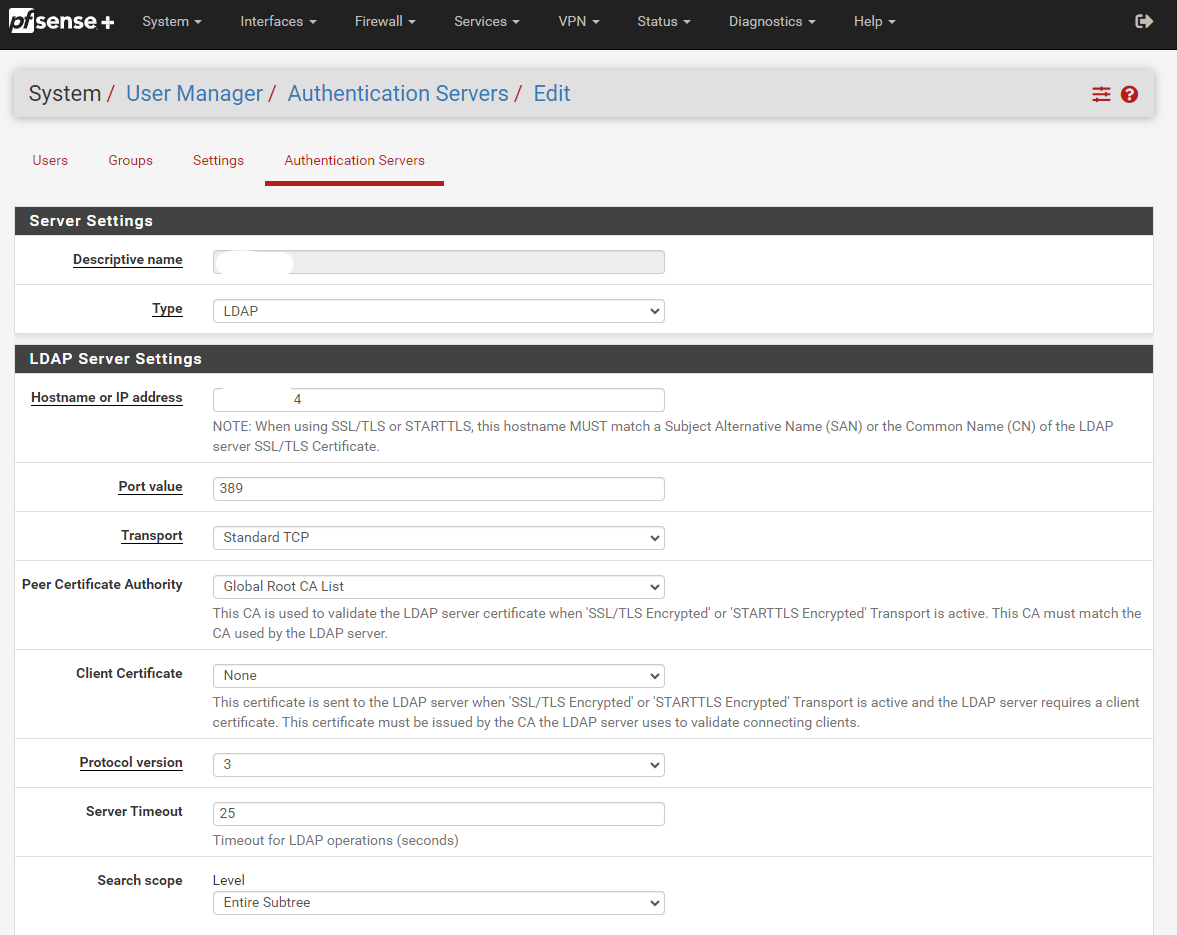 pfsense +
System
Interfaces
Firewall
Services
VPN
Status
Diagnostics
Help
System / User Manager / Authentication Servers / Edit
Users
Groups
Settings
Authentication Servers
Server Settings
Descriptive name
Type
LDAP
LDAP Server Settings
Hostname or IP address
4
NOTE: When using SSL/TLS or STARTTLS, this hostname MUST match a Subject Alternative Name (SAN) or the Common Name (CN) of the LDAP
server SSL/TLS Certificate.
Port value
389
Transport
Standard TCP
Peer Certificate Authority
Global Root CA List
This CA is used to validate the LDAP server certificate when 'SSL/TLS Encrypted' or 'STARTTLS Encrypted' Transport is active. This CA must match the
CA used by the LDAP server.
Client Certificate
None
This certificate is sent to the LDAP server when 'SSL/TLS Encrypted' or 'STARTTLS Encrypted' Transport is active and the LDAP server requires a client
certificate. This certificate must be issued by the CA the LDAP server uses to validate connecting clients.
Protocol version
3
Server Timeout
25
Timeout for LDAP operations (seconds)
Search scope
Level
Entire Subtree